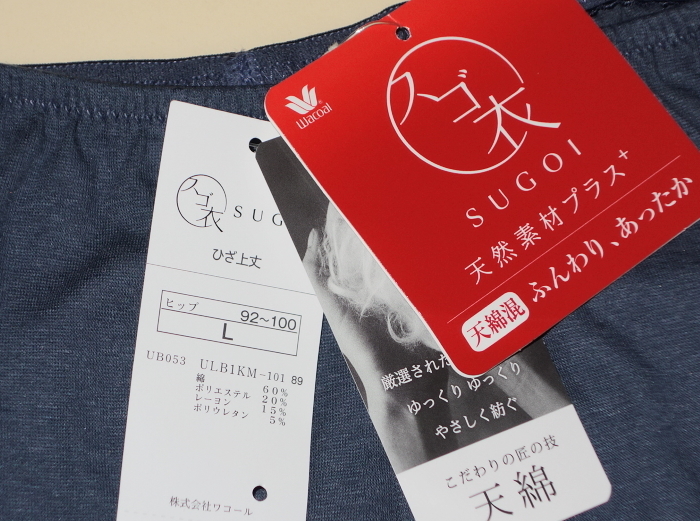 スゴ衣
SUGOI
ひざ上丈
ヒップ 92~100
L
UB053 ULB1KM-101 89
綿 60%
ポリエステル 20%
レーヨン 15%
ポリウレタン 5%
株式会社ワコール
厳選された
ゆっくり ゆっくり
やさしく紡ぐ
こだわりの匠の技
天綿
Wacoal
スゴ衣
SUGOI
天然素材プラス+
天綿混 ふんわり、あったか